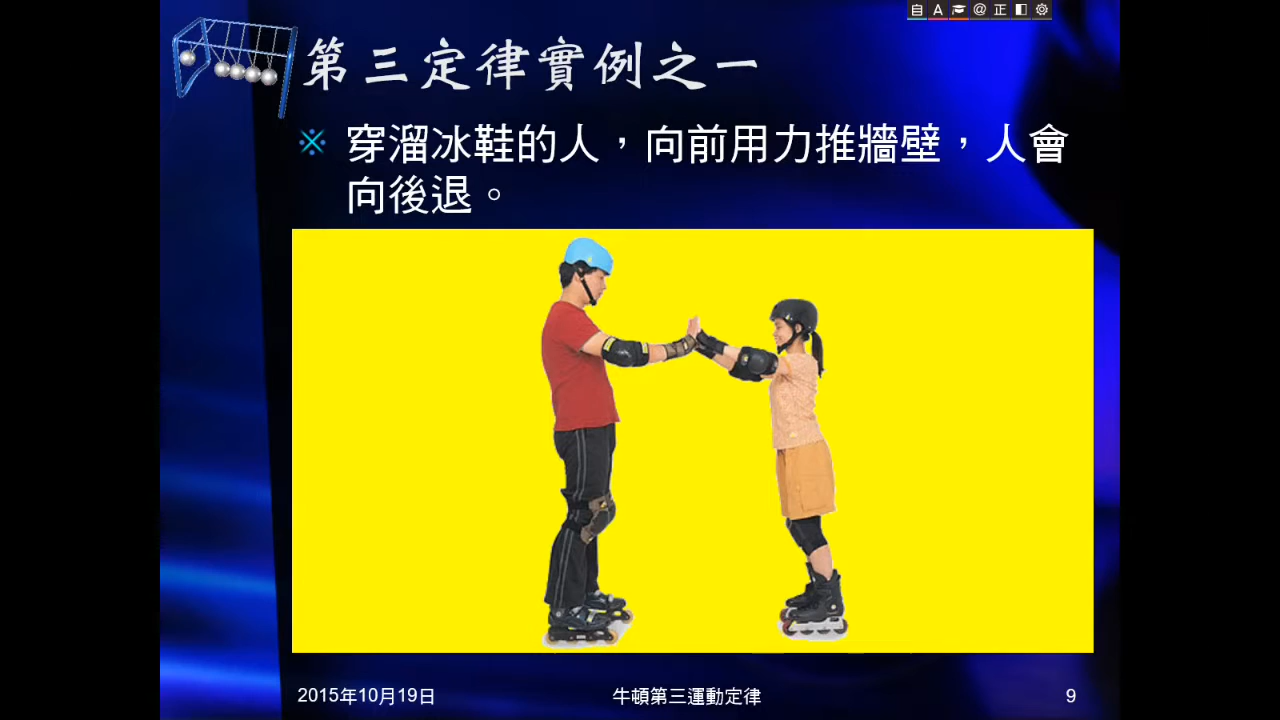 自 A @ 正
第三定律實例之一
※ 穿溜冰鞋的人，向前用力推牆壁，人會
向後退。
2015年10月19日 牛頓第三運動定律 9